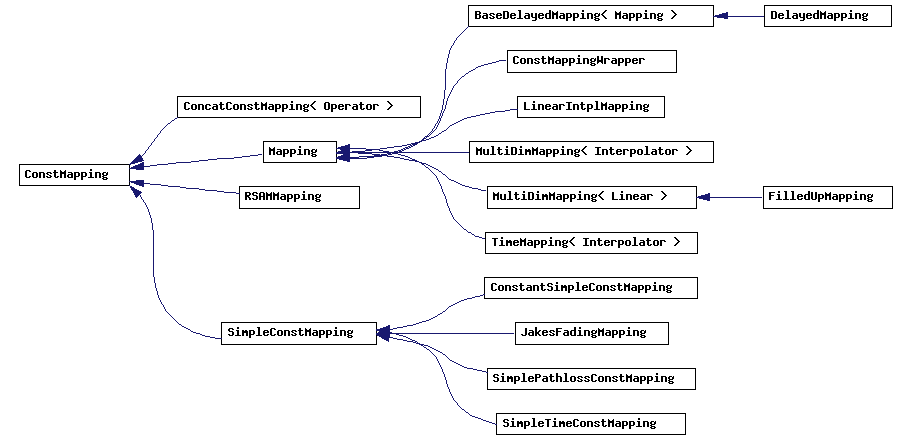 BaseDelayedMapping< Mapping >
DelayedMapping
ConstMappingWrapper
ConcatConstMapping< Operator >
LinearIntplMapping
Mapping
MultiDimMapping< Interpolator >
ConstMapping
RSAMMapping
MultiDimMapping< Linear >
FilledUpMapping
TimeMapping< Interpolator >
ConstantSimpleConstMapping
SimpleConstMapping
JakesFadingMapping
SimplePathlossConstMapping
SimpleTimeConstMapping